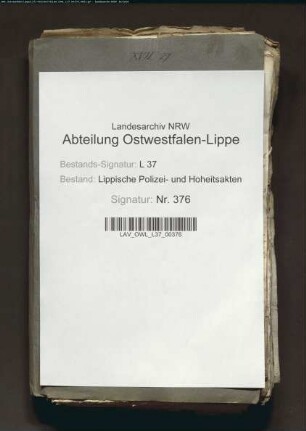 Landesarchiv NRW
Abteilung Ostwestfalen-Lippe
Bestands-Signatur: L 37
Bestand: Lippische Polizei- und Hoheitsakten
Signatur: Nr. 376
LAV_OWL_L37_00376